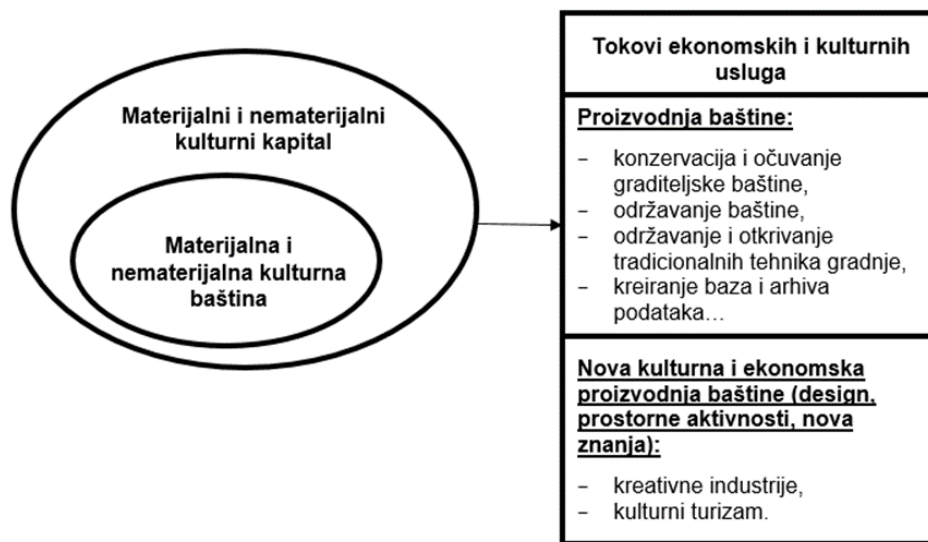 Materijalni i nematerijalni
kulturni kapital
Materijalna i
nematerijalna kulturna
baština
Tokovi ekonomskih i kulturnih
usluga
Proizvodnja baštine:
- konzervacija i očuvanje
graditeljske baštine,
- održavanje baštine,
- održavanje i otkrivanje
tradicionalnih tehnika gradnje,
- kreiranje baza i arhiva
podataka…
Nova kulturna i ekonomska
proizvodnja baštine (design,
prostorne aktivnosti, nova
znanja):
- kreativne industrije,
- kulturni turizam.